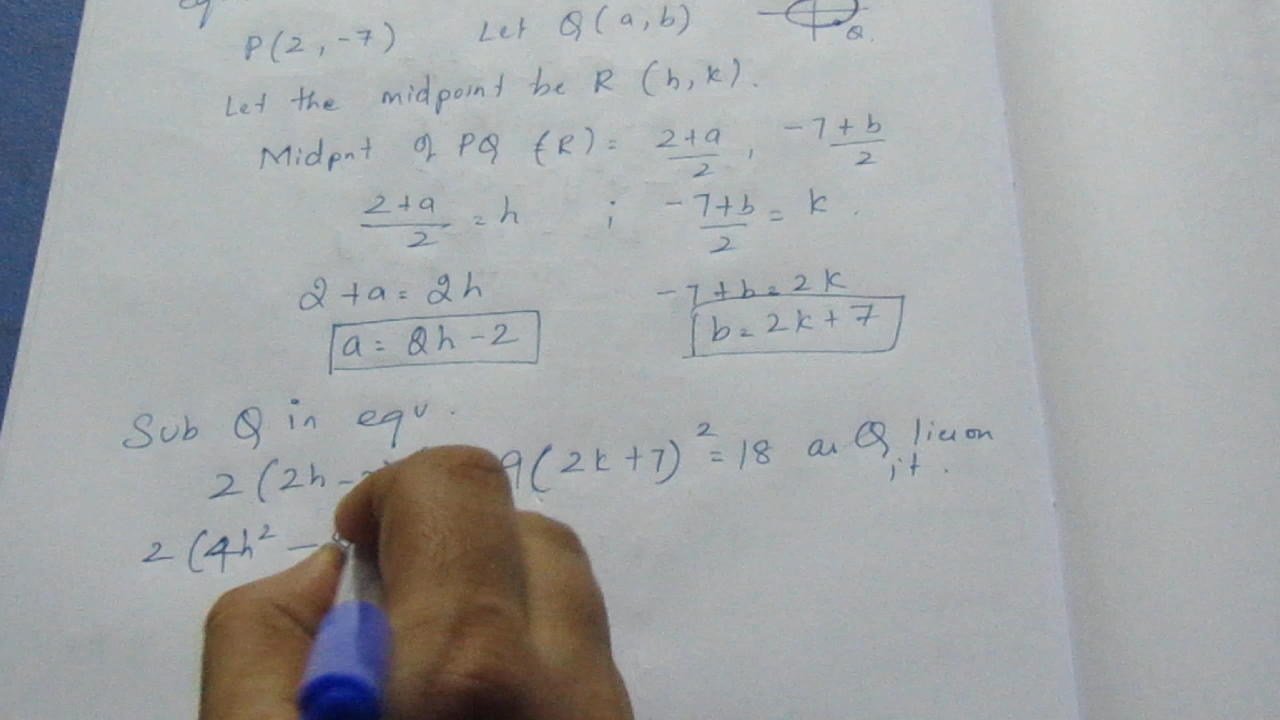 P(2, -7) Let Q(a, b) Q.
Let the midpoint be R (h, k).
Midpnt of PQ (R) = 2+a/2 , -7+b/2
2+a/2 = h ; -7+b/2 = k .
2+a = 2h -7+b = 2k
a = 2h-2 b = 2k+7
Sub Q in equ.
2(2h- 9(2k+7)² = 18 as Q lies on it.
2(4h² -